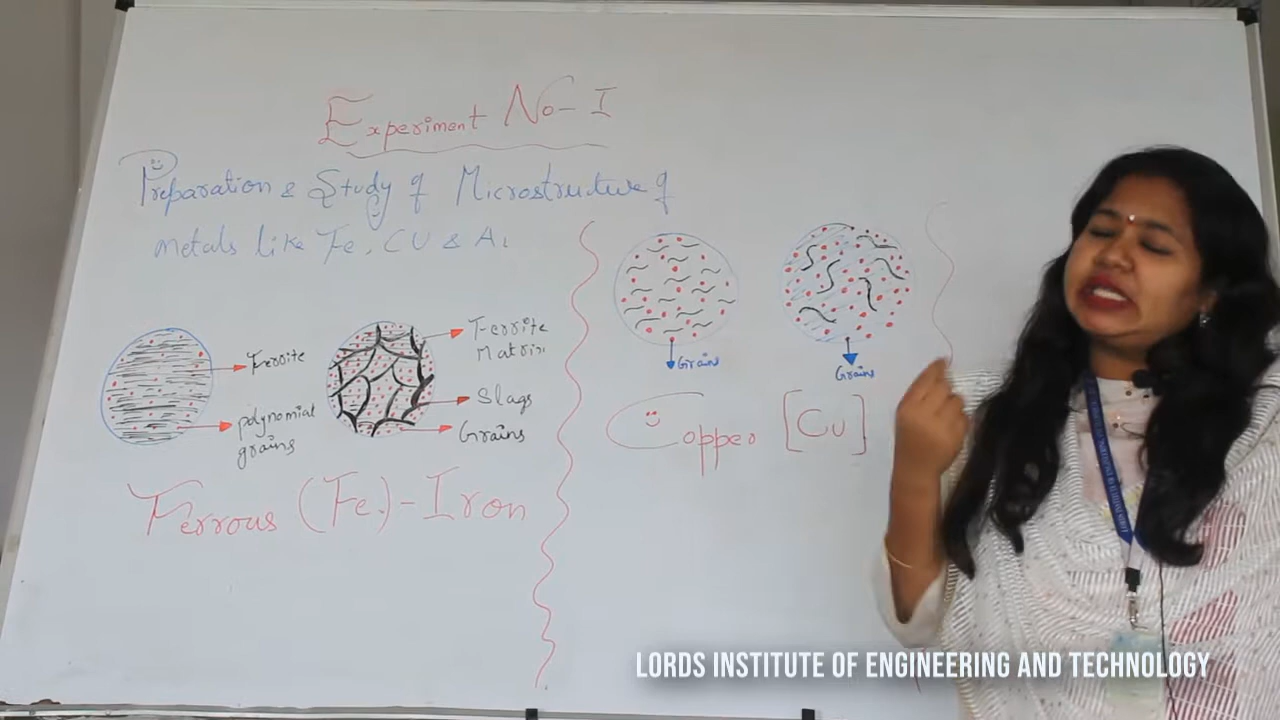 Experiment No- I
Preparation & Study of Microstructure of
metals like Fe, CU & Al
Ferrite
polynomial
grains
Ferrite
Matrix
Slags
Grains
Ferrous (Fe.)-Iron
Grains
Grains
Copper [Cu]
LORDS INSTITUTE OF ENGINEERING AND TECHNOLOGY